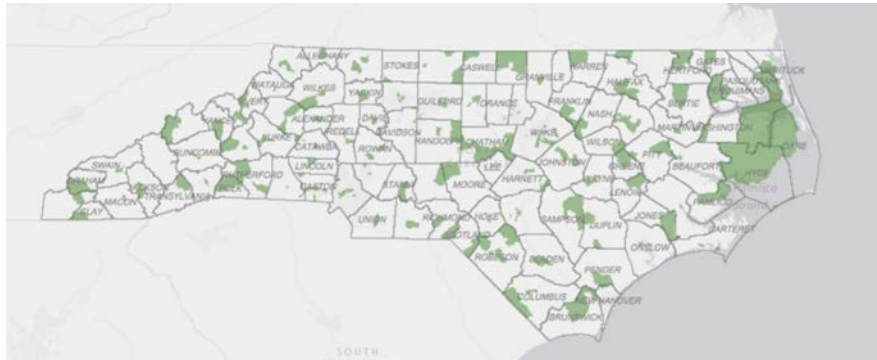 ALLEGHANY
STOKES
CASWELL
GRANVILLE
WARREN
HERTFORD
GATES
PASQUOTANK
PERQUIMANS
HALIFAX
WATAUGA
WILKES
YADKIN
GUILFORD
ORANGE
FRANKLIN
NASH
BERTIE
ALEXANDER
DAVIE
IREDELL
DAVIDSON
BURKE
CATAWBA
ROWAN
RANDOLPH
CHATHAM
WAKE
WILSON
MARTIN
WASHINGTON
DARE
BUNCOMBE
SWAIN
GRAHAM
RUTHERFORD
LINCOLN
LEE
JOHNSTON
GREENE
PITT
BEAUFORT
HYDE
JACKSON
MACON
CLAY
TRANSYLVANIA
POLK
GASTON
STANLY
MOORE
HARNETT
WAYNE
LENOIR
PAMLICO
Pamlico
Sound
UNION
RICHMOND
HOKE
SCOTLAND
SAMPSON
DUPLIN
JONES
CARTERET
ONSLOW
ROBESON
BLADEN
PENDER
COLUMBUS
NEW HANOVER
BRUNSWICK
SOUTH